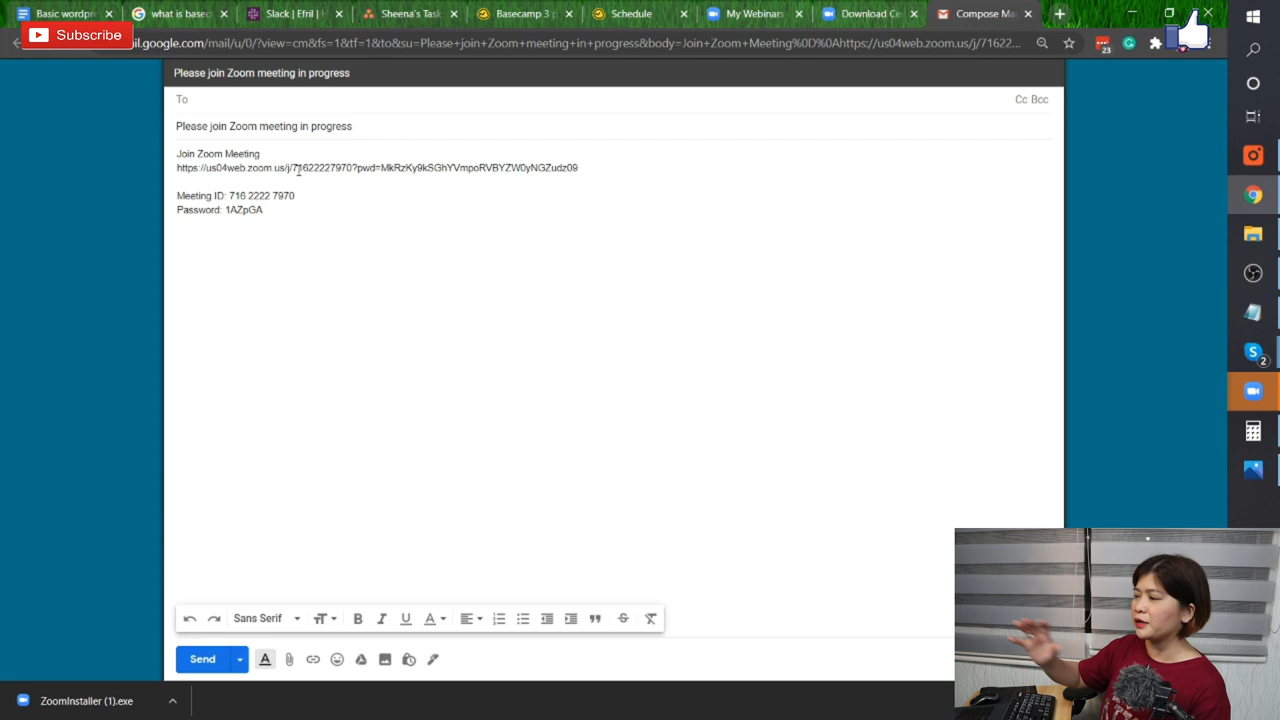 Basic wordpr
what is basec
Slack | Efril | H
Sheena's Task
Basecamp 3 p
Schedule
My Webinars
Download Ce
Compose Ma
Subscribe
il.google.com/mail/u/0/?view=cm&fs=1&tf=1&to&su=Please+join+Zoom+meeting+in+progress&body=Join+Zoom+Meeting%0D%0Ahttps://us04web.zoom.us/j/71622...
23
Please join Zoom meeting in progress
To
Cc Bcc
Please join Zoom meeting in progress
Join Zoom Meeting
https://us04web.zoom.us/j/71622227970?pwd=MkRzKy9kSGhYVmpoRVBYZW0yNGZudz09
Meeting ID: 716 2222 7970
Password: 1AZpGA
S
2
Sans Serif
Send
ZoomInstaller (1).exe